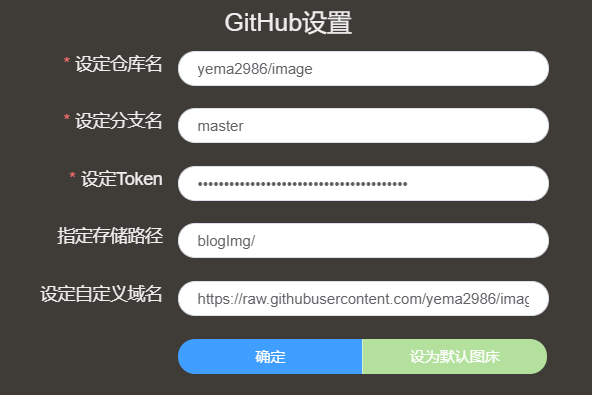 GitHub设置
* 设定仓库名 yema2986/image
* 设定分支名 master
* 设定Token ••••••••••••••••••••••••••••••••••••••••
指定存储路径 blogImg/
设定自定义域名 https://raw.githubusercontent.com/yema2986/imag
确定 设为默认图床